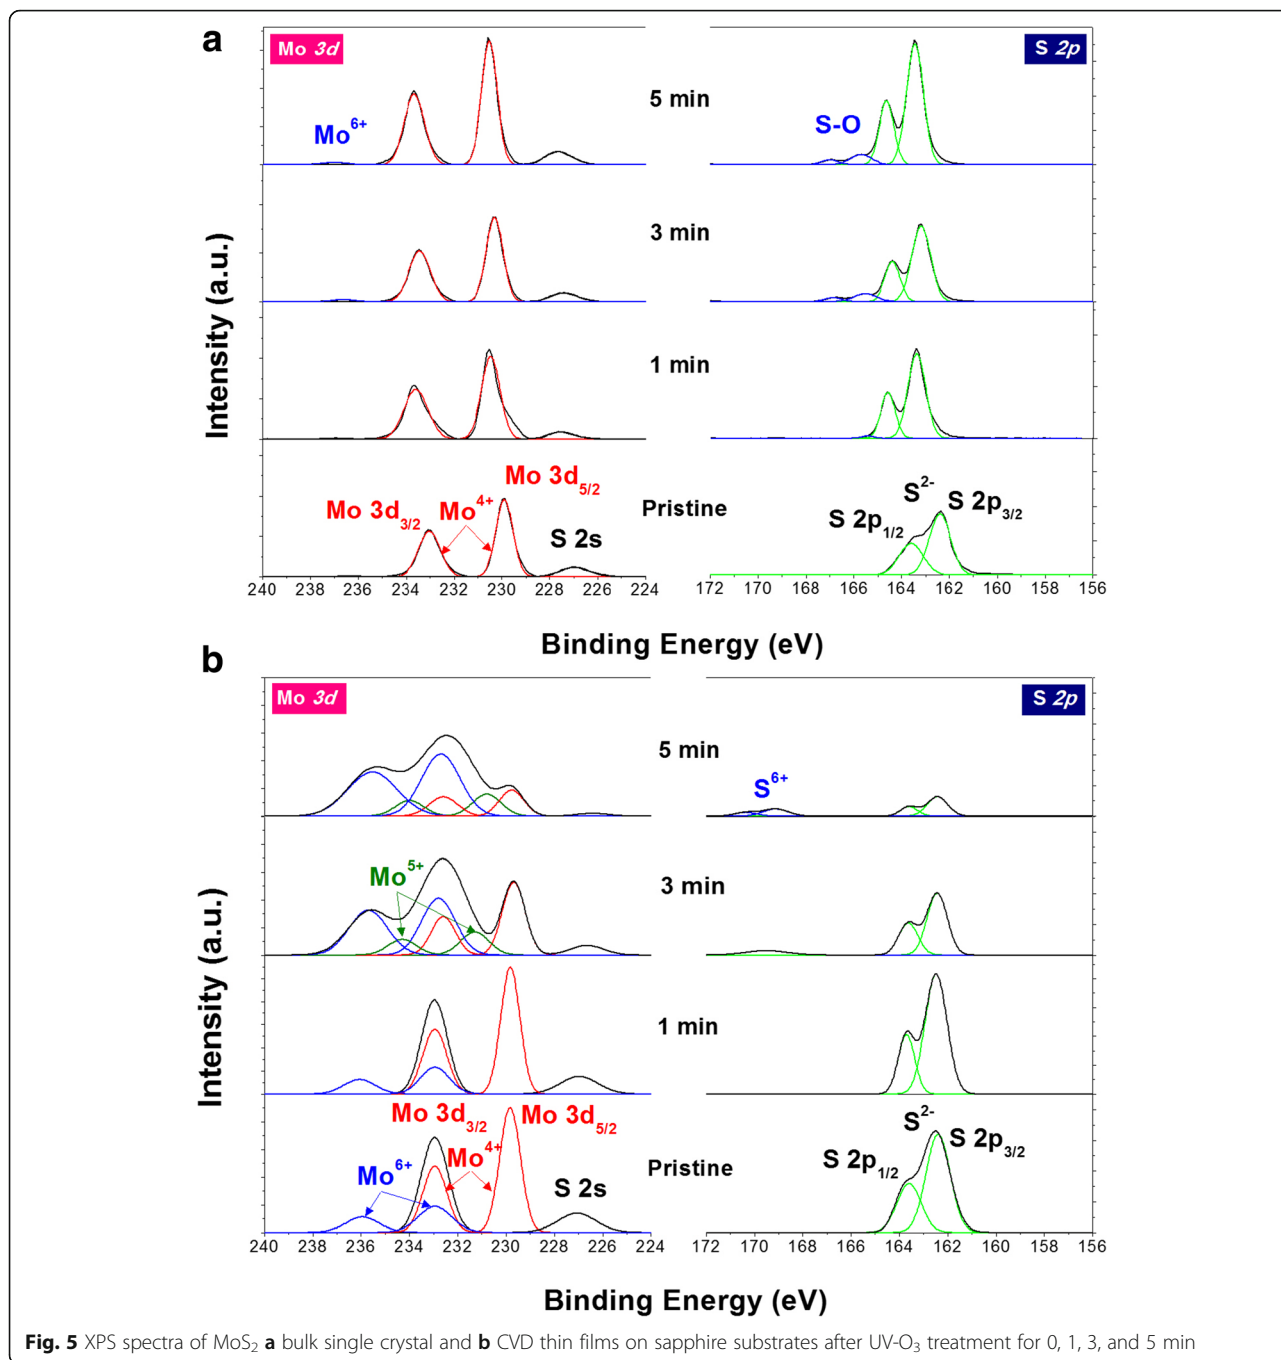 a
Mo 3d
S 2p
5 min
Mo6+
S-O
3 min
1 min
Intensity (a.u.)
Mo 3d5/2
Mo 3d3/2
Mo4+
S 2s
Pristine
S2-
S 2p1/2
S 2p3/2
240 238 236 234 232 230 228 226 224
172 170 168 166 164 162 160 158 156
Binding Energy (eV)
b
Mo 3d
S 2p
5 min
S6+
Mo5+
3 min
1 min
Intensity (a.u.)
Mo 3d3/2
Mo 3d5/2
Mo6+
Mo4+
S 2s
Pristine
S2-
S 2p1/2
S 2p3/2
240 238 236 234 232 230 228 226 224
172 170 168 166 164 162 160 158 156
Binding Energy (eV)
Fig. 5 XPS spectra of MoS2 a bulk single crystal and b CVD thin films on sapphire substrates after UV-O3 treatment for 0, 1, 3, and 5 min